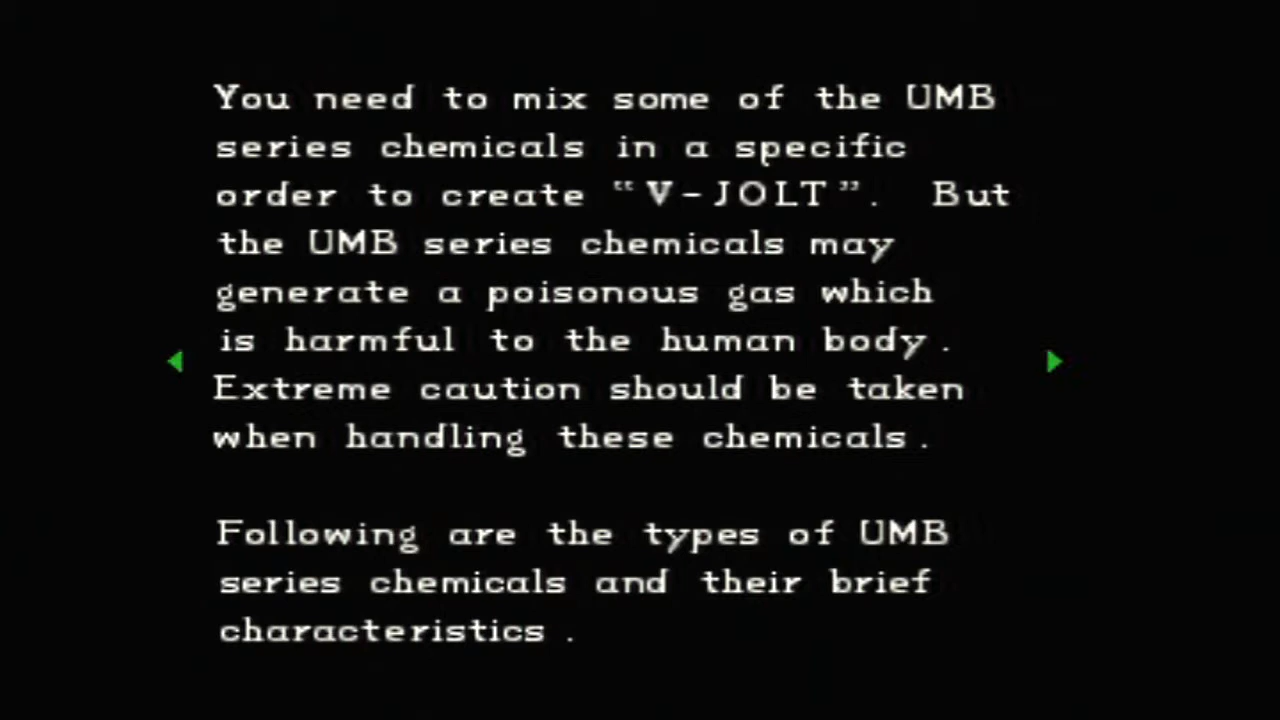 You need to mix some of the UMB
series chemicals in a specific
order to create "V-JOLT". But
the UMB series chemicals may
generate a poisonous gas which
is harmful to the human body.
Extreme caution should be taken
when handling these chemicals.
Following are the types of UMB
series chemicals and their brief
characteristics.